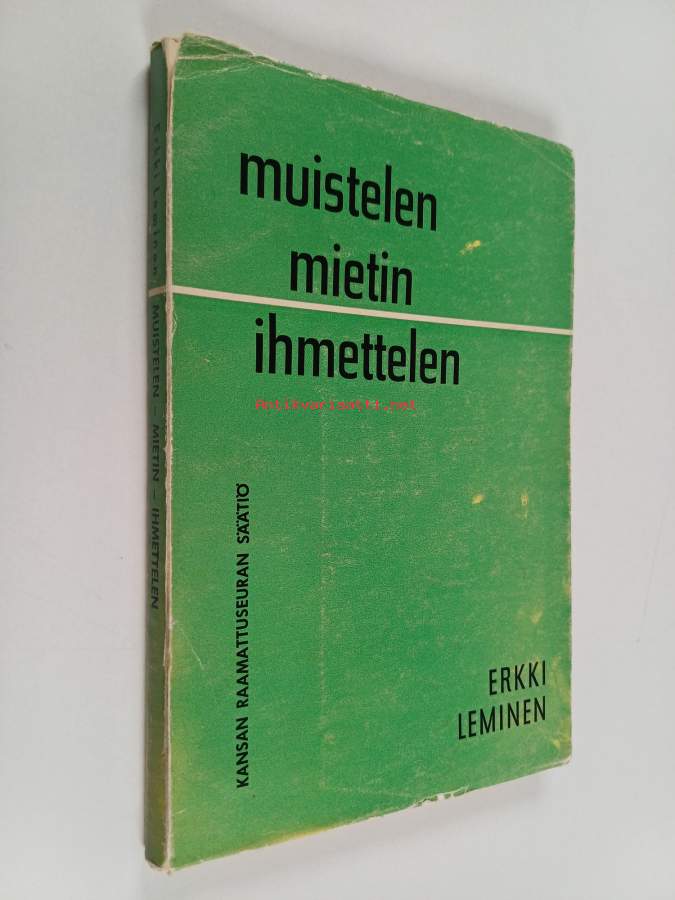 muistelen
mietin
ihmettelen
Antikvariaatti.net
KANSAN RAAMATTUSEURAN SÄÄTIÖ
ERKKI
LEMINEN
Erkki Leminen MUISTELEN – MIETIN – IHMETTELEN